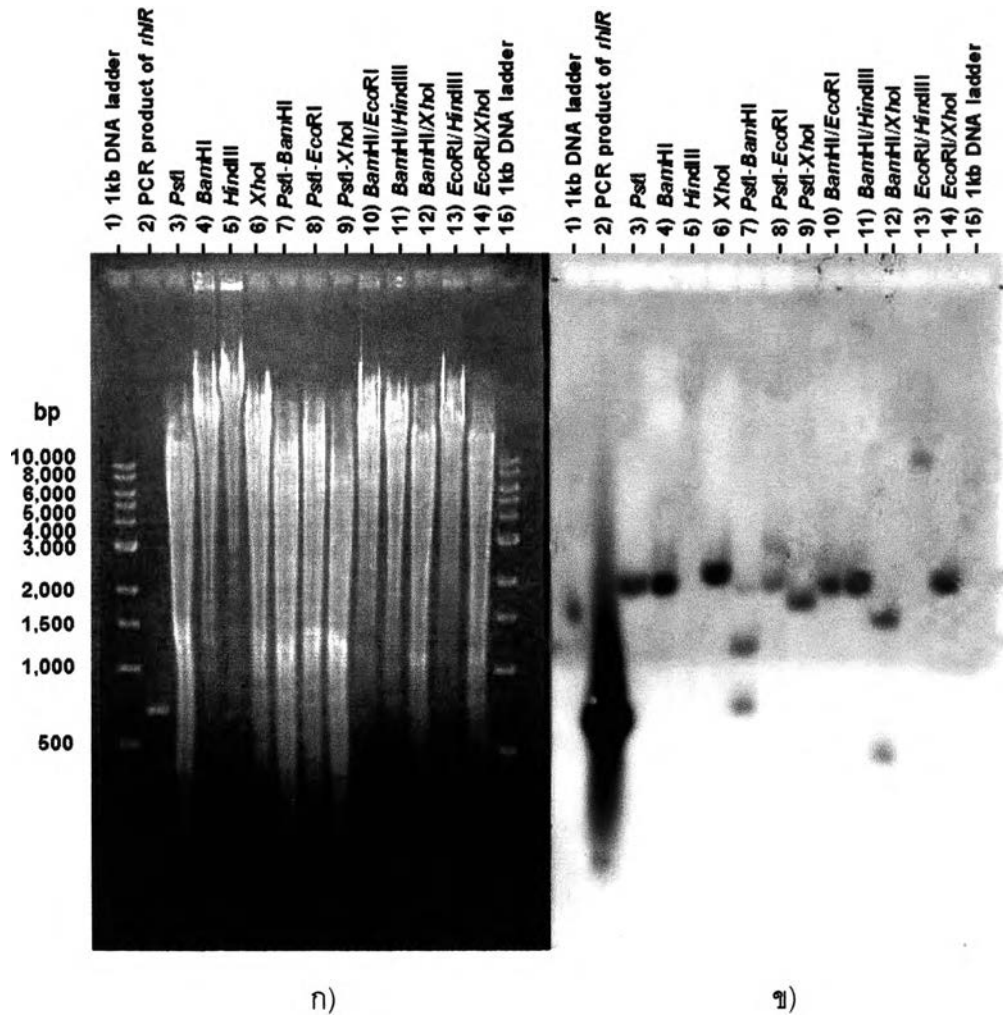 1) 1kb DNA ladder
2) PCR product of rhlR
3) PstI
4) BamHI
5) HindIII
6) XhoI
7) PstI-BamHI
8) PstI-EcoRI
9) PstI-XhoI
10) BamHI/EcoRI
11) BamHI/HindIII
12) BamHI/XhoI
13) EcoRI/HindIII
14) EcoRI/XhoI
15) 1kb DNA ladder
1) 1kb DNA ladder
2) PCR product of rhlR
3) PstI
4) BamHI
5) HindIII
6) XhoI
7) PstI-BamHI
8) PstI-EcoRI
9) PstI-XhoI
10) BamHI/EcoRI
11) BamHI/HindIII
12) BamHI/XhoI
13) EcoRI/HindIII
14) EcoRI/XhoI
15) 1kb DNA ladder
bp
10,000
8,000
6,000
5,000
4,000
3,000
2,000
1,500
1,000
500
ก)
ข)